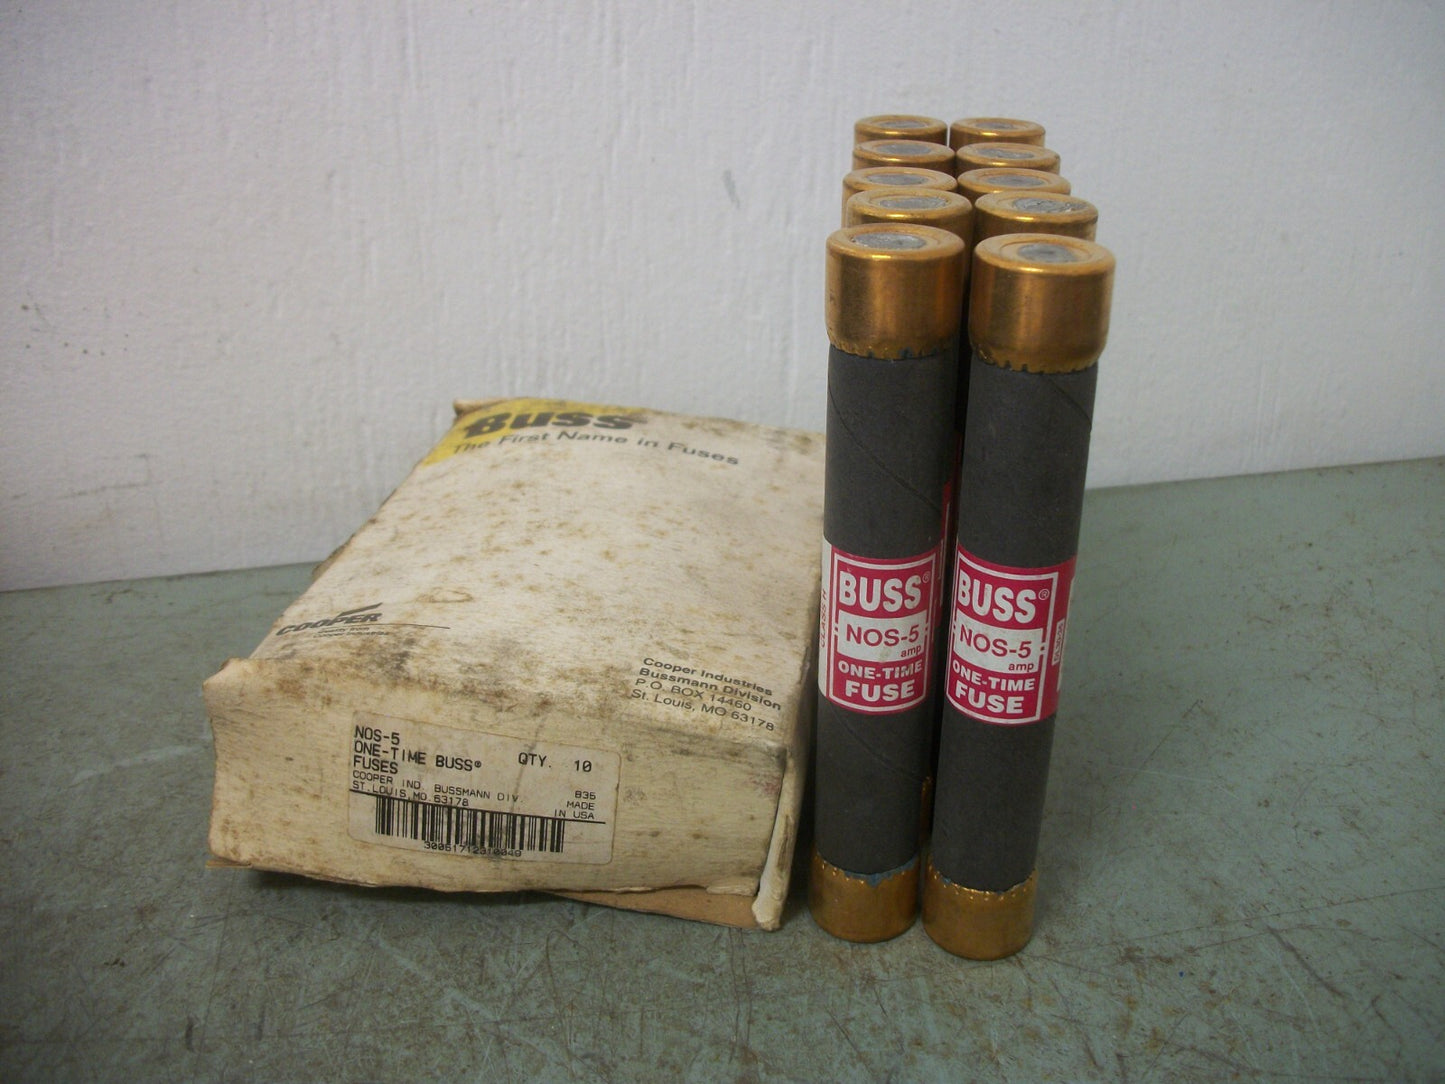 BUSS
The First Name in Fuses
COOPER
Cooper Industries
Bussmann Division
P.O. BOX 14460
St. Louis, MO 63178
NOS-5
ONE-TIME BUSS® QTY. 10
FUSES
COOPER IND. BUSSMANN DIV. B36
ST.LOUIS,MO 63178 MADE
IN USA
CLASS H
BUSS®
NOS-5
amp
ONE-TIME
FUSE
BUSS®
NOS-5
amp
ONE-TIME
FUSE